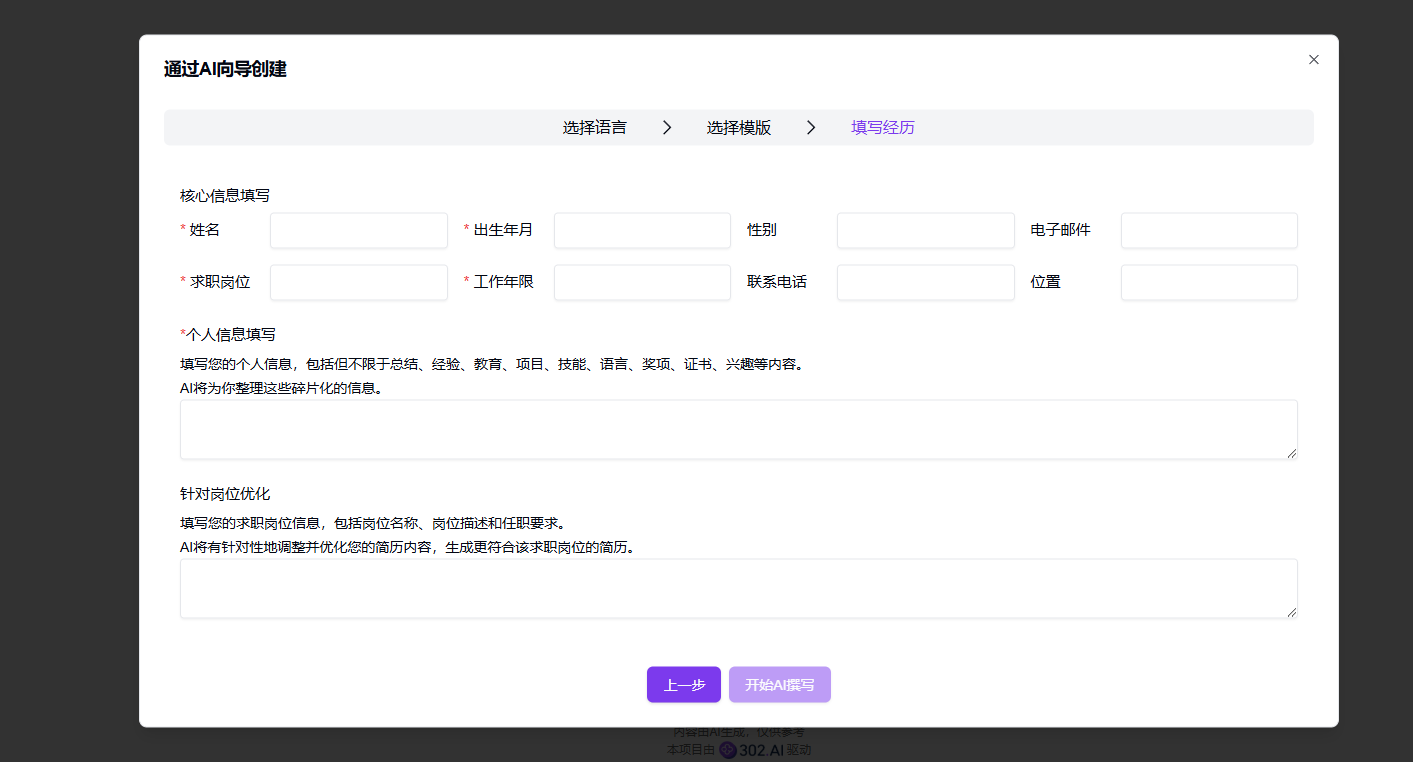 通过AI向导创建
选择语言 > 选择模版 > 填写经历
核心信息填写
* 姓名 * 出生年月 性别 电子邮件
* 求职岗位 * 工作年限 联系电话 位置
*个人信息填写
填写您的个人信息，包括但不限于总结、经验、教育、项目、技能、语言、奖项、证书、兴趣等内容。
AI将为你整理这些碎片化的信息。
针对岗位优化
填写您的求职岗位信息，包括岗位名称、岗位描述和任职要求。
AI将有针对性地调整并优化您的简历内容，生成更符合该求职岗位的简历。
上一步 开始AI撰写
内容由AI生成，仅供参考
本项目由 302.AI 驱动